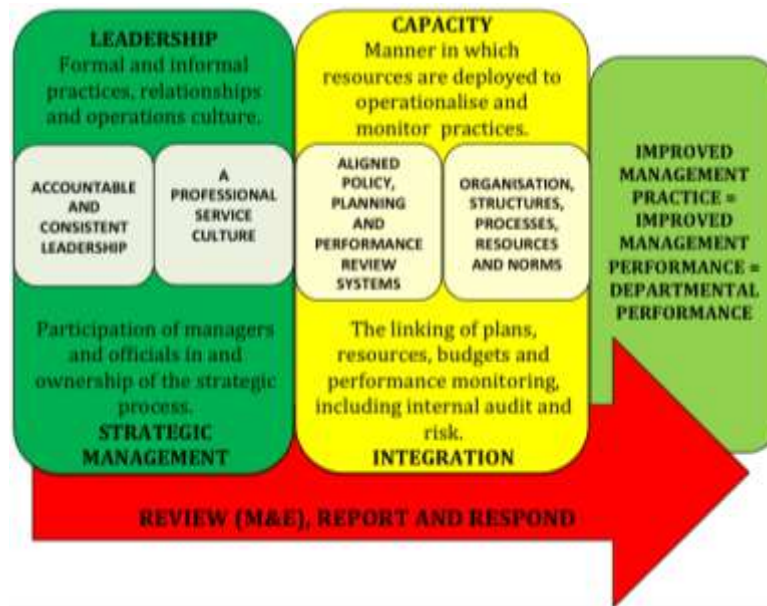 LEADERSHIP
Formal and informal
practices, relationships
and operations culture.
ACCOUNTABLE
AND
CONSISTENT
LEADERSHIP
A
PROFESSIONAL
SERVICE
CULTURE
Participation of managers
and officials in and
ownership of the strategic
process.
STRATEGIC
MANAGEMENT
CAPACITY
Manner in which
resources are deployed to
operationalise and
monitor practices.
ALIGNED
POLICY,
PLANNING
AND
PERFORMANCE
REVIEW
SYSTEMS
ORGANISATION,
STRUCTURES,
PROCESSES,
RESOURCES
AND NORMS
The linking of plans,
resources, budgets and
performance monitoring,
including internal audit and
risk.
INTEGRATION
IMPROVED
MANAGEMENT
PRACTICE =
IMPROVED
MANAGEMENT
PERFORMANCE =
DEPARTMENTAL
PERFORMANCE
REVIEW (M&E), REPORT AND RESPOND